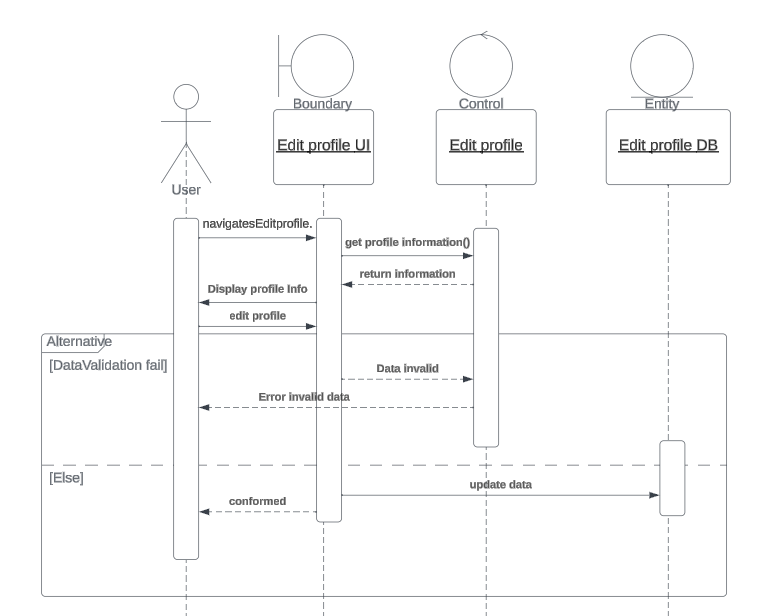 Boundary
Control
Entity
Edit profile UI
Edit profile
Edit profile DB
User
navigatesEditprofile.
get profile information()
return information
Display profile Info
edit profile
Alternative
[DataValidation fail]
Data invalid
Error invalid data
[Else]
update data
conformed